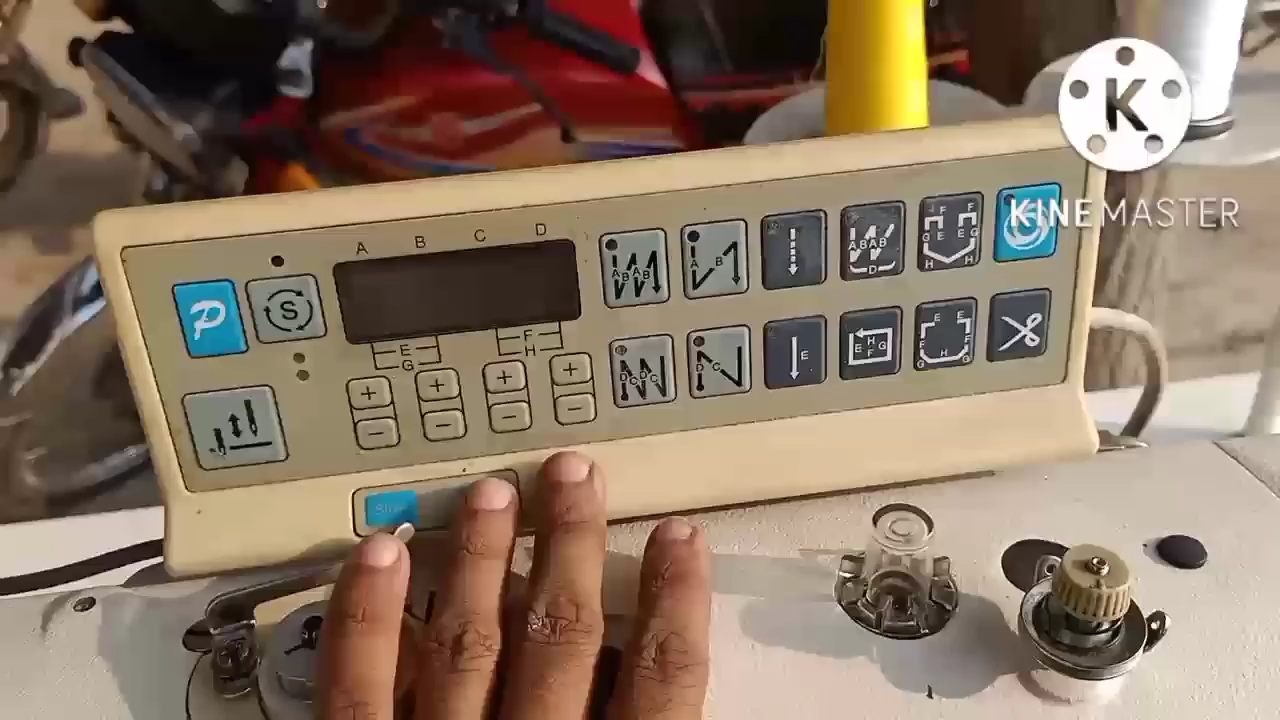 K
KINEMASTER
A B C D
P
S
E
G
F
H
A B A B
A B
A B A B
D
F F
G E E G
H H
D C D C
D C
E
H
E G
F
E E
F F
G H G